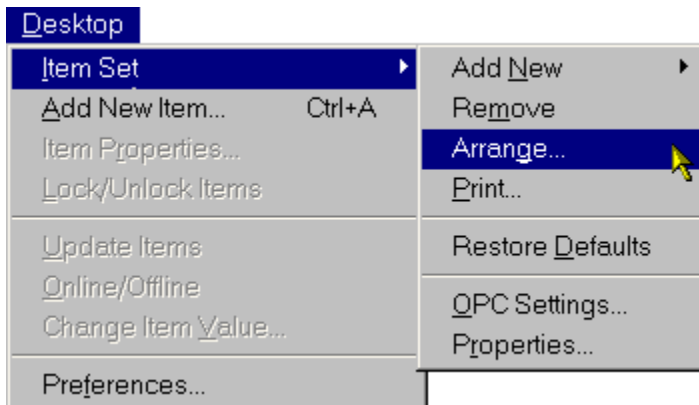 Desktop
Item Set
Add New Item... Ctrl+A
Item Properties...
Lock/Unlock Items
Update Items
Online/Offline
Change Item Value...
Preferences...
Add New
Remove
Arrange...
Print...
Restore Defaults
OPC Settings...
Properties...